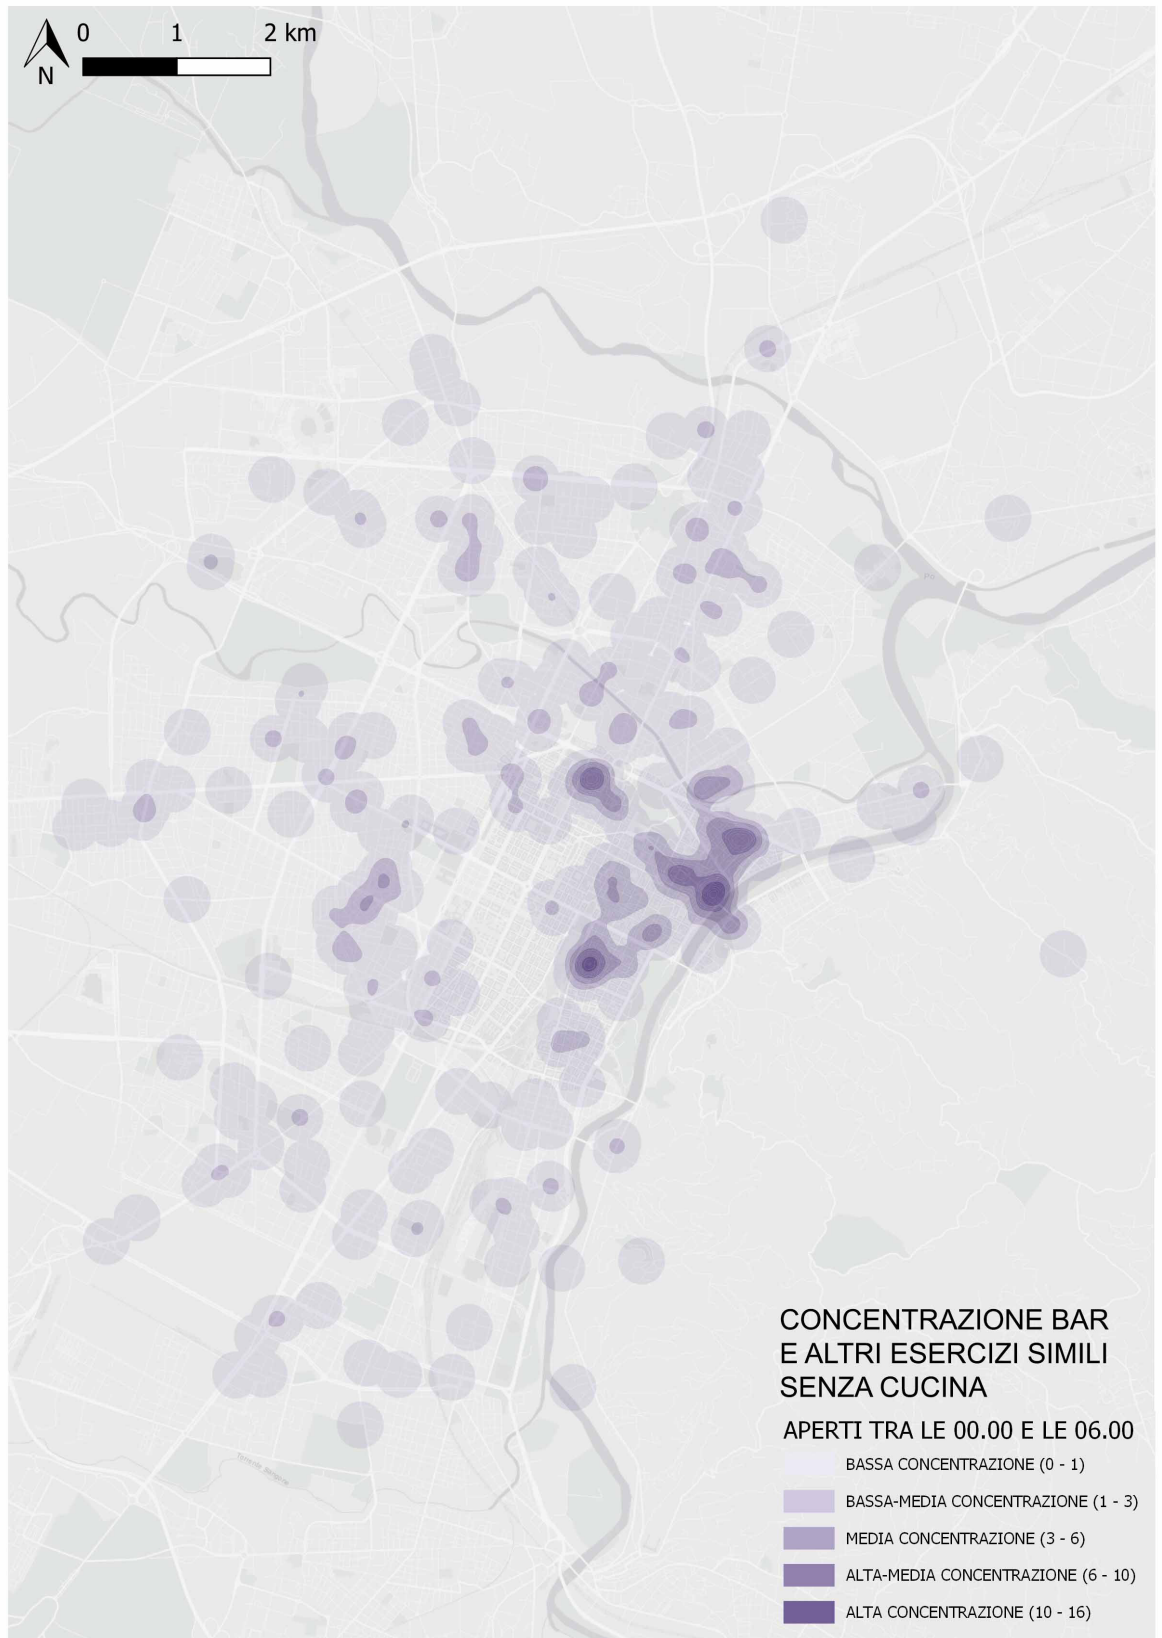 0 1 2 km
N
Po
CONCENTRAZIONE BAR
E ALTRI ESERCIZI SIMILI
SENZA CUCINA
APERTI TRA LE 00.00 E LE 06.00
BASSA CONCENTRAZIONE (0 - 1)
BASSA-MEDIA CONCENTRAZIONE (1 - 3)
MEDIA CONCENTRAZIONE (3 - 6)
ALTA-MEDIA CONCENTRAZIONE (6 - 10)
ALTA CONCENTRAZIONE (10 - 16)